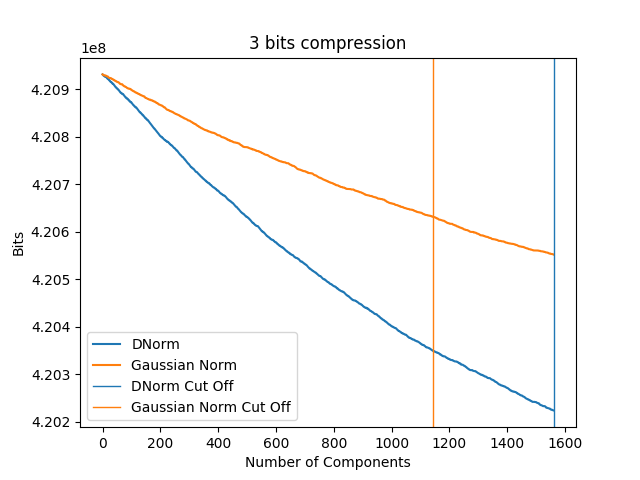 3 bits compression
1e8
4.209
4.208
4.207
4.206
4.205
4.204
4.203
4.202
Bits
DNorm
Gaussian Norm
DNorm Cut Off
Gaussian Norm Cut Off
0 200 400 600 800 1000 1200 1400 1600
Number of Components